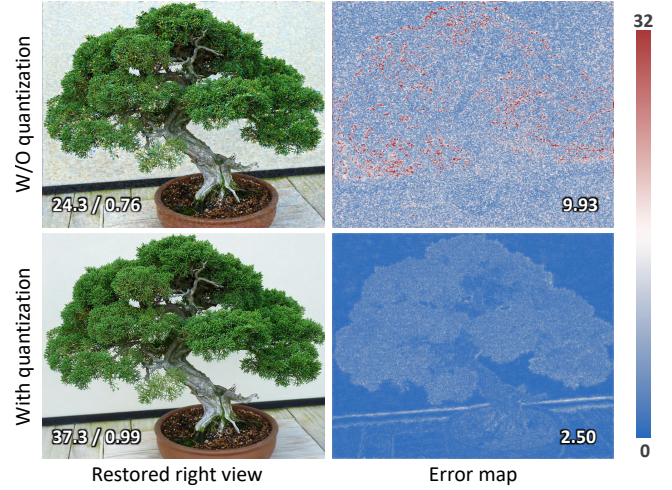 32
W/O quantization
24.3 / 0.76
9.93
With quantization
37.3 / 0.99
2.50
0
Restored right view
Error map